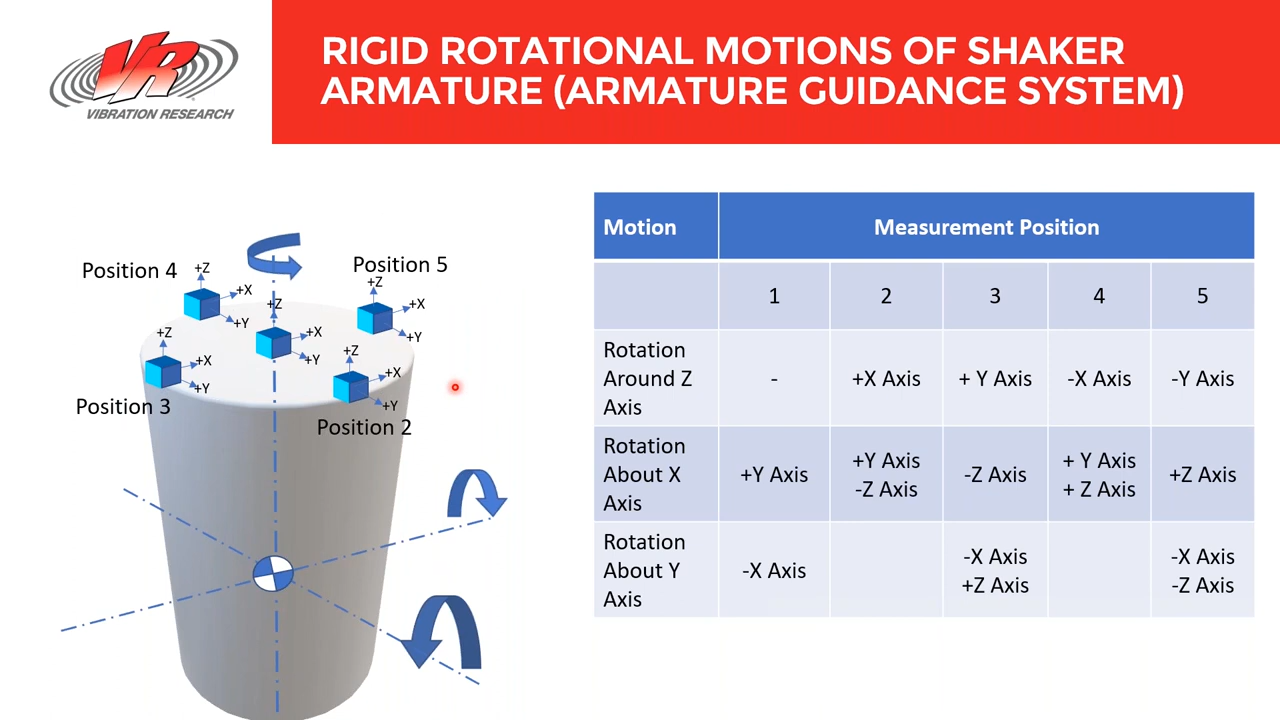 VR
VIBRATION RESEARCH
RIGID ROTATIONAL MOTIONS OF SHAKER
ARMATURE (ARMATURE GUIDANCE SYSTEM)
Position 4
+Z
+X
+Y
Position 5
+Z
+X
+Y
+Z
+X
+Y
+Z
+X
+Y
Position 3
+Z
+X
+Y
Position 2
Motion Measurement Position
1 2 3 4 5
Rotation
Around Z
Axis
- +X Axis + Y Axis -X Axis -Y Axis
Rotation
About X
Axis
+Y Axis
+Y Axis
-Z Axis
-Z Axis
+ Y Axis
+ Z Axis
+Z Axis
Rotation
About Y
Axis
-X Axis
-X Axis
+Z Axis
-X Axis
-Z Axis